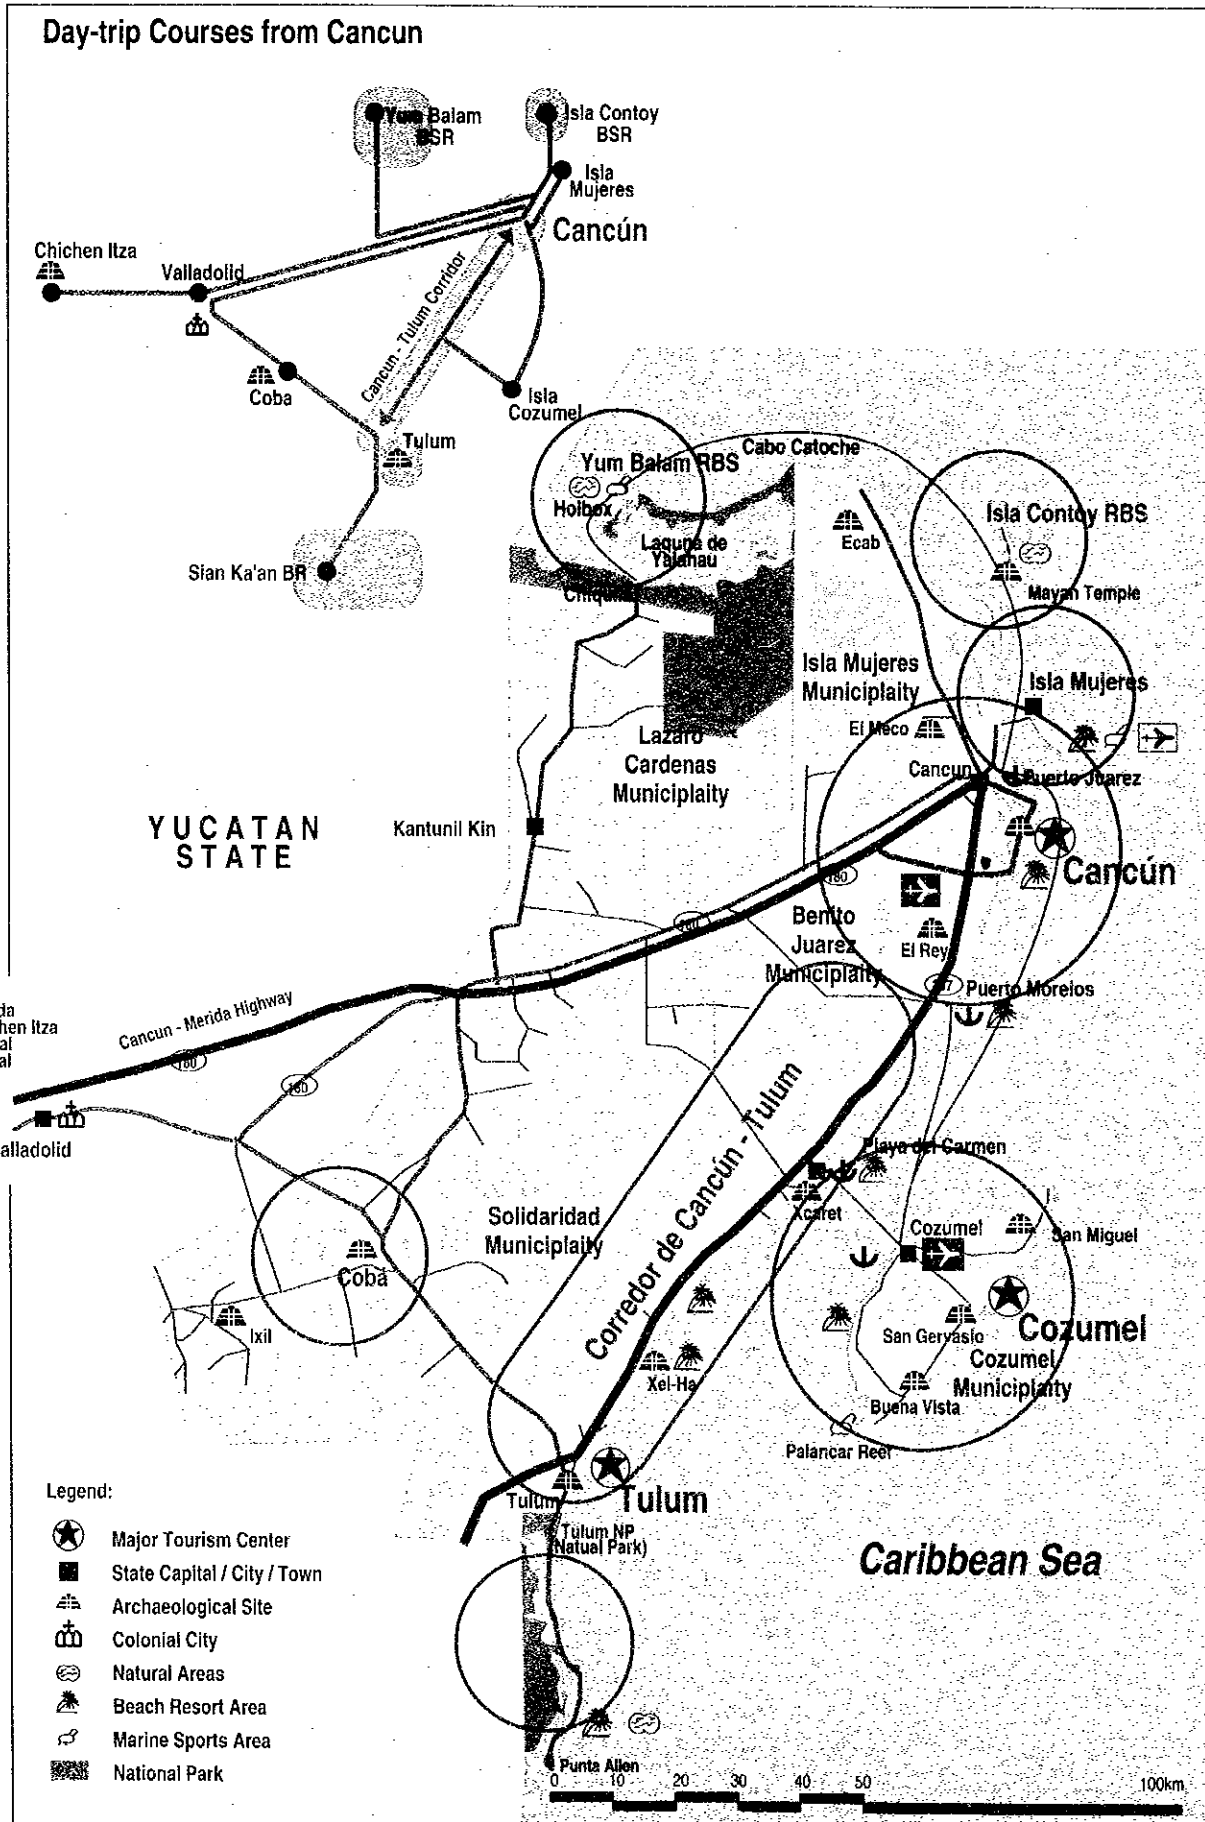 Day-trip Courses from Cancun
Yum Balam
BSR
Isla Contoy
BSR
Isla
Mujeres
Cancún
Chichen Itza
Valladolid
Cancun - Tulum Corridor
Coba
Isla
Cozumel
Tulum
Sian Ka'an BR
Cabo Catoche
Yum Balam RBS
Holbox
Laguna de
Yalahau
Ecab
Isla Contoy RBS
Mayan Temple
Isla Mujeres
Municiplaity
Isla Mujeres
El Meco
Lazaro
Cardenas
Municiplaity
Cancun
Puerto Juarez
YUCATAN
STATE
Kantunil Kin
Cancún
180
180
Benito
Juarez
Municiplaity
El Rey
Puerto Morelos
Cancun - Merida Highway
da
hen Itza
al
al
180
180
alladolid
Corredor de Cancún - Tulum
Playa del Carmen
Xcaret
Solidaridad
Municiplaity
Cozumel
San Miguel
Coba
Ixil
San Gervasio
Cozumel
Cozumel
Municiplaity
Xel-Ha
Buena Vista
Palancar Reef
Tulum
Tulum
Tulum NP
(Natual Park)
Caribbean Sea
Legend:
Major Tourism Center
State Capital / City / Town
Archaeological Site
Colonial City
Natural Areas
Beach Resort Area
Marine Sports Area
National Park
Punta Allen
0 10 20 30 40 50 100km